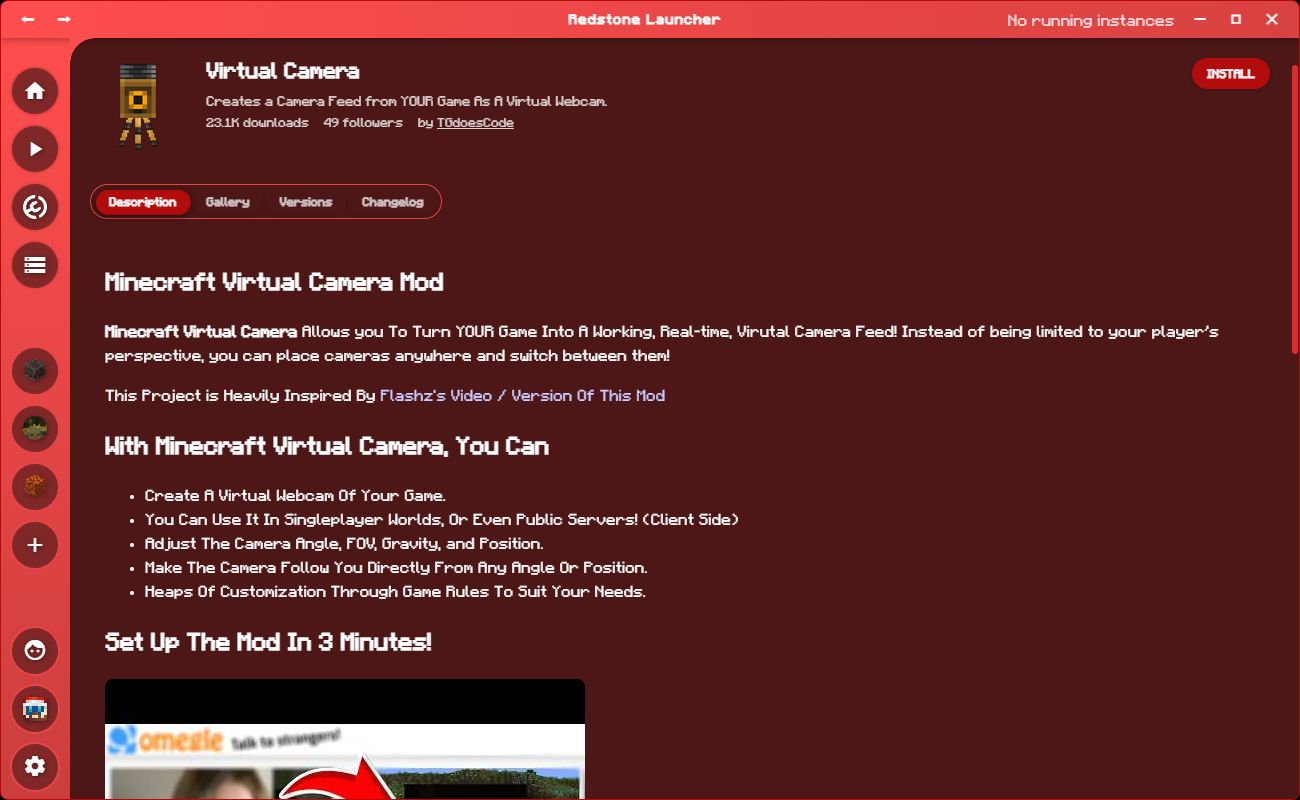 Redstone Launcher
No running instances
Virtual Camera
INSTALL
Creates a Camera Feed from YOUR Game As A Virtual Webcam.
23.1K downloads 49 followers by TGdoesCode
Description Gallery Versions Changelog
Minecraft Virtual Camera Mod
Minecraft Virtual Camera Allows you To Turn YOUR Game Into A Working, Real-time, Virutal Camera Feed! Instead of being limited to your player's
perspective, you can place cameras anywhere and switch between them!
This Project is Heavily Inspired By Flashz's Video / Version Of This Mod
With Minecraft Virtual Camera, You Can
• Create A Virtual Webcam Of Your Game.
• You Can Use It In Singleplayer Worlds, Or Even Public Servers! (Client Side)
• Adjust The Camera Angle, FOV, Gravity, and Position.
• Make The Camera Follow You Directly From Any Angle Or Position.
• Heaps Of Customization Through Game Rules To Suit Your Needs.
Set Up The Mod In 3 Minutes!
omegle Talk to strangers!